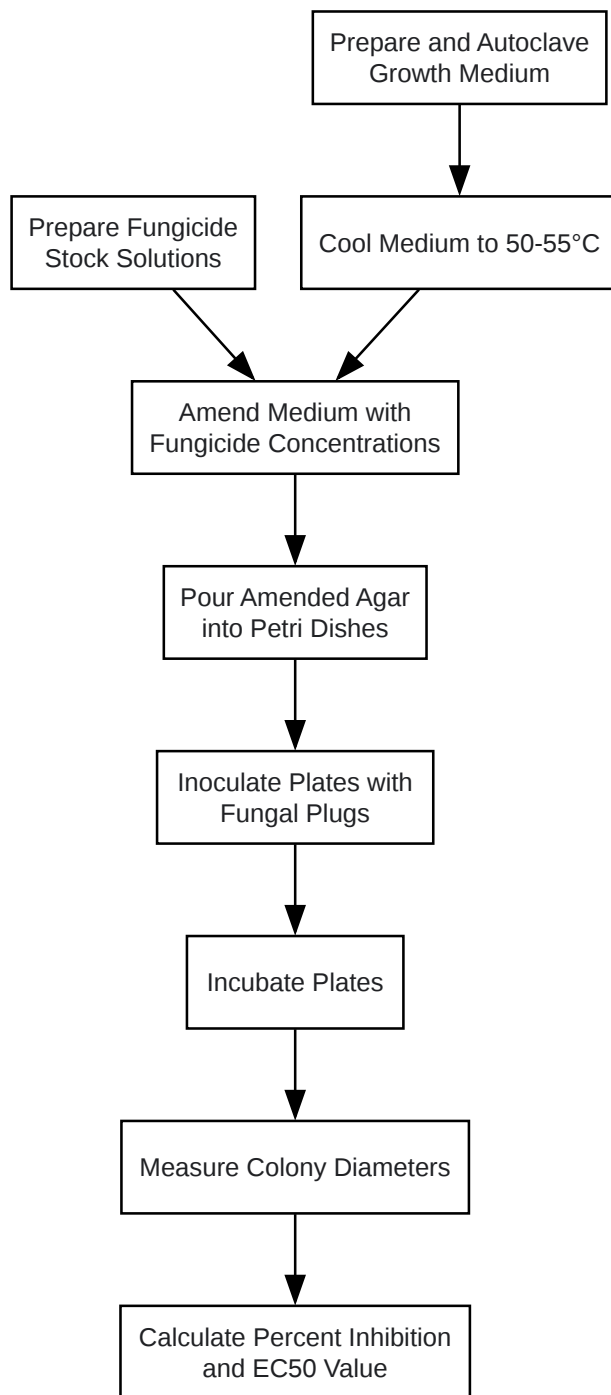 Prepare and Autoclave
Growth Medium
Prepare Fungicide
Stock Solutions
Cool Medium to 50-55°C
Amend Medium with
Fungicide Concentrations
Pour Amended Agar
into Petri Dishes
Inoculate Plates with
Fungal Plugs
Incubate Plates
Measure Colony Diameters
Calculate Percent Inhibition
and EC50 Value